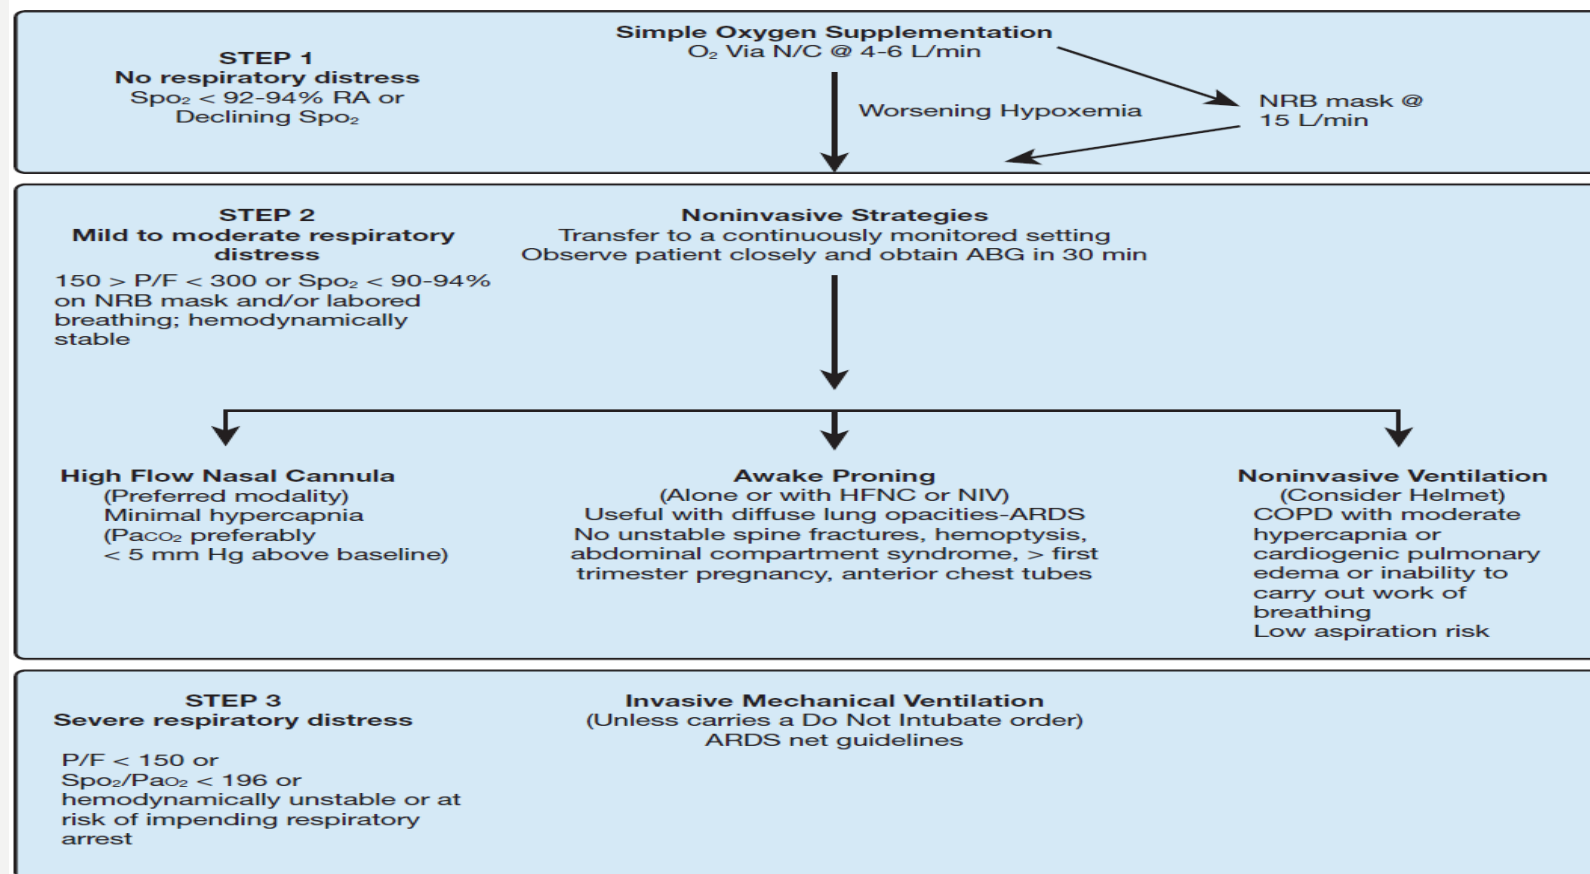 STEP 1
No respiratory distress
Spo₂ < 92-94% RA or
Declining Spo₂
Simple Oxygen Supplementation
O₂ Via N/C @ 4-6 L/min
Worsening Hypoxemia
NRB mask @
15 L/min
STEP 2
Mild to moderate respiratory
distress
150 > P/F < 300 or Spo₂ < 90-94%
on NRB mask and/or labored
breathing; hemodynamically
stable
Noninvasive Strategies
Transfer to a continuously monitored setting
Observe patient closely and obtain ABG in 30 min
High Flow Nasal Cannula
(Preferred modality)
Minimal hypercapnia
(Paco₂ preferably
< 5 mm Hg above baseline)
Awake Proning
(Alone or with HFNC or NIV)
Useful with diffuse lung opacities-ARDS
No unstable spine fractures, hemoptysis,
abdominal compartment syndrome, > first
trimester pregnancy, anterior chest tubes
Noninvasive Ventilation
(Consider Helmet)
COPD with moderate
hypercapnia or
cardiogenic pulmonary
edema or inability to
carry out work of
breathing
Low aspiration risk
STEP 3
Severe respiratory distress
P/F < 150 or
Spo₂/Pao₂ < 196 or
hemodynamically unstable or at
risk of impending respiratory
arrest
Invasive Mechanical Ventilation
(Unless carries a Do Not Intubate order)
ARDS net guidelines